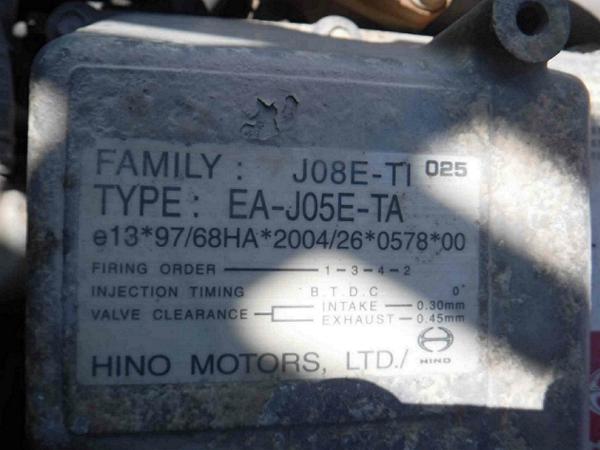 FAMILY : J08E-TI 025
TYPE : EA-J05E-TA
e13*97/68HA*2004/26*0578*00
FIRING ORDER 1-3-4-2
INJECTION TIMING B.T.D.C 0°
VALVE CLEARANCE INTAKE 0.30mm
EXHAUST 0.45mm
HINO MOTORS, LTD./ HINO